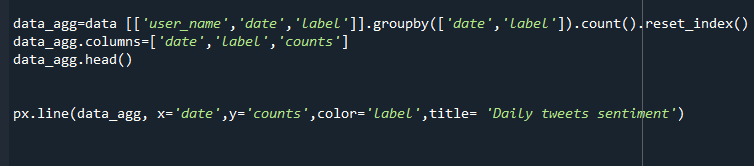 data_agg=data [['user_name','date','label']].groupby(['date','label']).count().reset_index()
data_agg.columns=['date','label','counts']
data_agg.head()
px.line(data_agg, x='date',y='counts',color='label',title= 'Daily tweets sentiment')